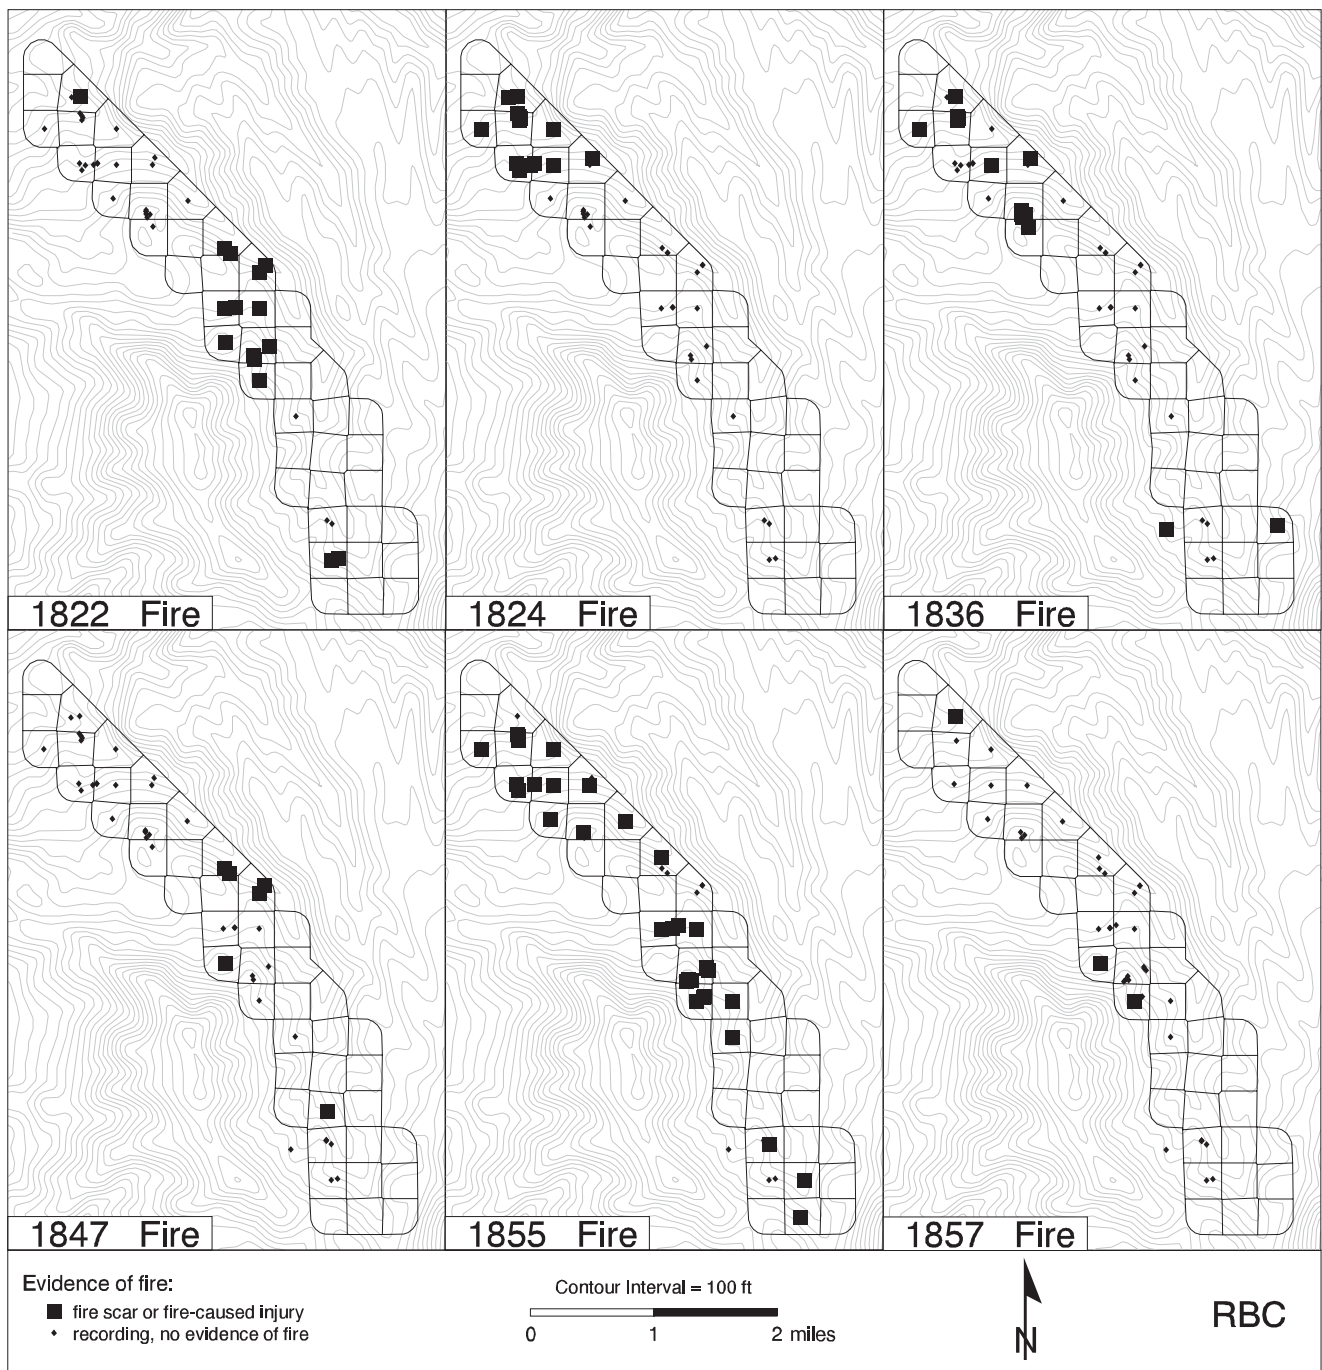 1822 Fire
1824 Fire
1836 Fire
1847 Fire
1855 Fire
1857 Fire
Evidence of fire:
fire scar or fire-caused injury
recording, no evidence of fire
Contour Interval = 100 ft
0 1 2 miles
N
RBC